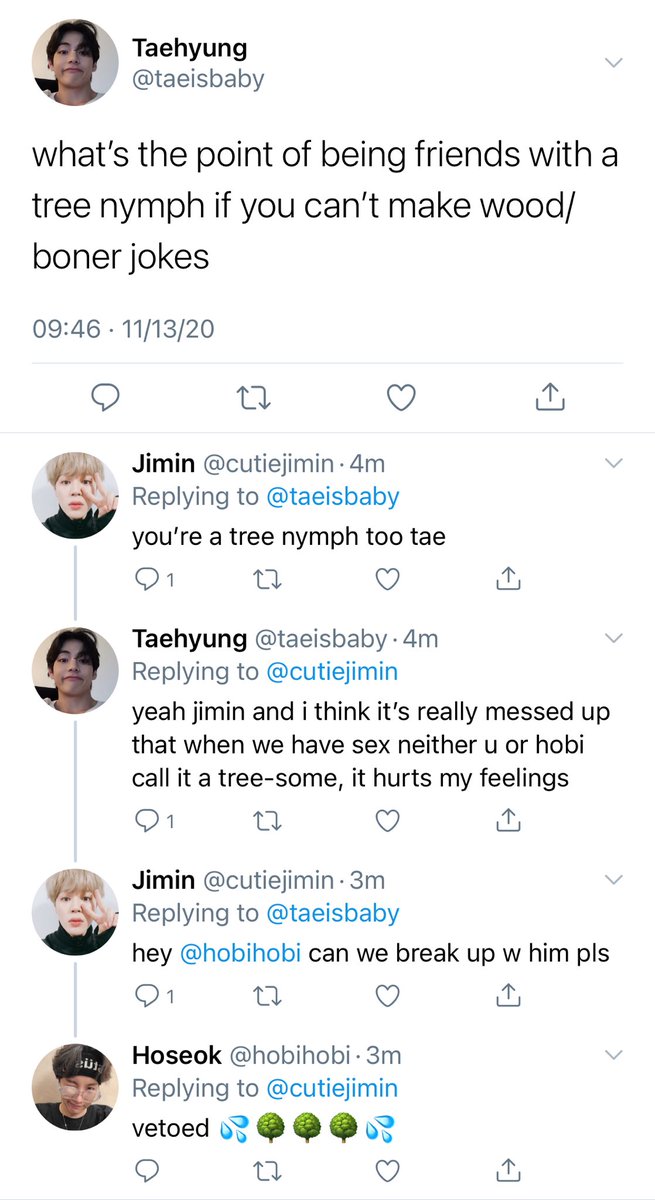 Taehyung
@taeisbaby
what's the point of being friends with a
tree nymph if you can't make wood/
boner jokes
09:46 · 11/13/20
Jimin @cutiejimin · 4m
Replying to @taeisbaby
you're a tree nymph too tae
1
Taehyung @taeisbaby · 4m
Replying to @cutiejimin
yeah jimin and i think it's really messed up
that when we have sex neither u or hobi
call it a tree-some, it hurts my feelings
1
Jimin @cutiejimin · 3m
Replying to @taeisbaby
hey @hobihobi can we break up w him pls
1
Hoseok @hobihobi · 3m
Replying to @cutiejimin
vetoed 💦🌳🌳🌳💦